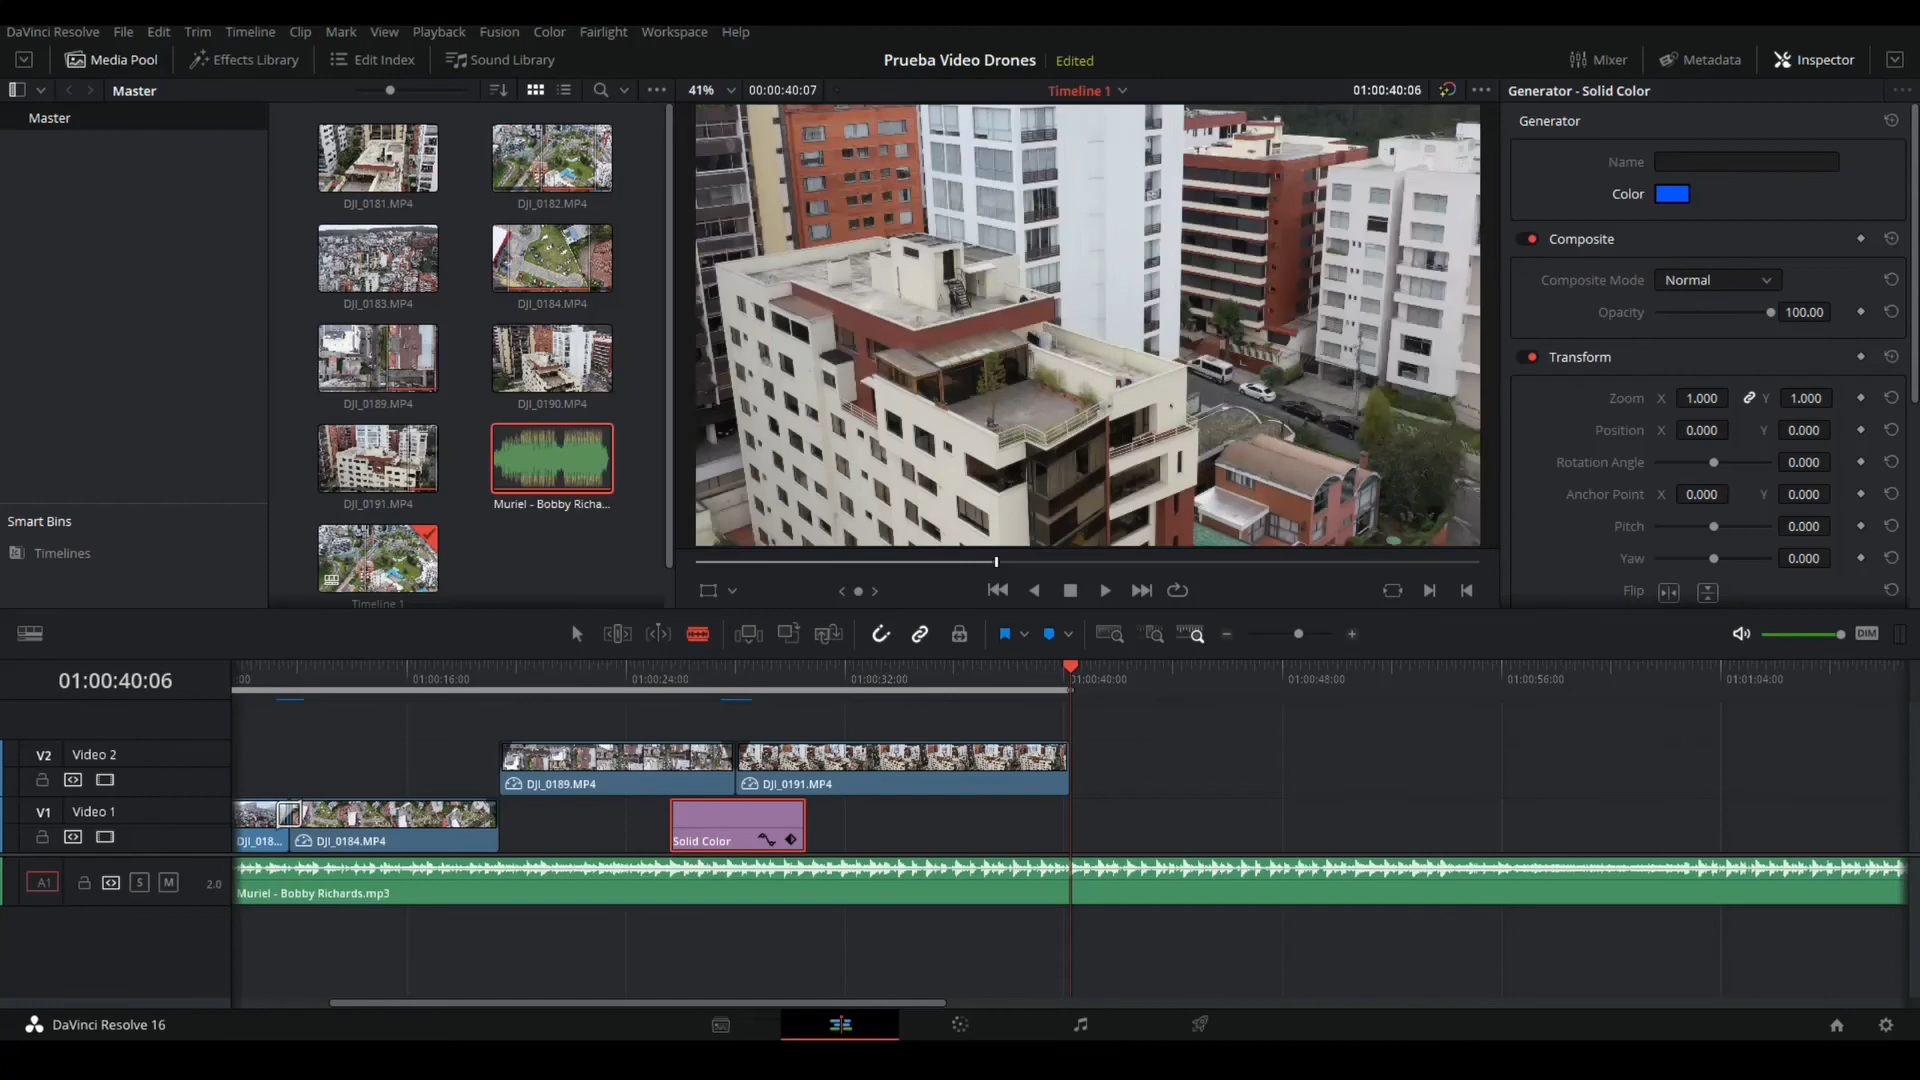 DaVinci Resolve File Edit Trim Timeline Clip Mark View Playback Fusion Color Fairlight Workspace Help
Media Pool Effects Library Edit Index Sound Library Prueba Video Drones Edited Mixer Metadata Inspector
Master 41% 00:00:40:07 Timeline 1 01:00:40:06 Generator - Solid Color
Master
Generator
Name
Color
DJI_0181.MP4 DJI_0182.MP4
Composite
Composite Mode Normal
DJI_0183.MP4 DJI_0184.MP4
Opacity 100.00
Transform
Zoom X 1.000 Y 1.000
DJI_0189.MP4 DJI_0190.MP4
Position X 0.000 Y 0.000
Rotation Angle 0.000
Anchor Point X 0.000 Y 0.000
DJI_0191.MP4 Muriel - Bobby Richa...
Smart Bins
Pitch 0.000
Timelines
Yaw 0.000
Flip
Timeline 1
DIM
01:00:40:06
:00 01:00:16:00 01:00:24:00 01:00:32:00 01:00:40:00 01:00:48:00 01:00:56:00 01:01:04:00
V2 Video 2
DJI_0189.MP4 DJI_0191.MP4
V1 Video 1
DJI_018... DJI_0184.MP4 Solid Color
A1 S M 2.0
Muriel - Bobby Richards.mp3
DaVinci Resolve 16